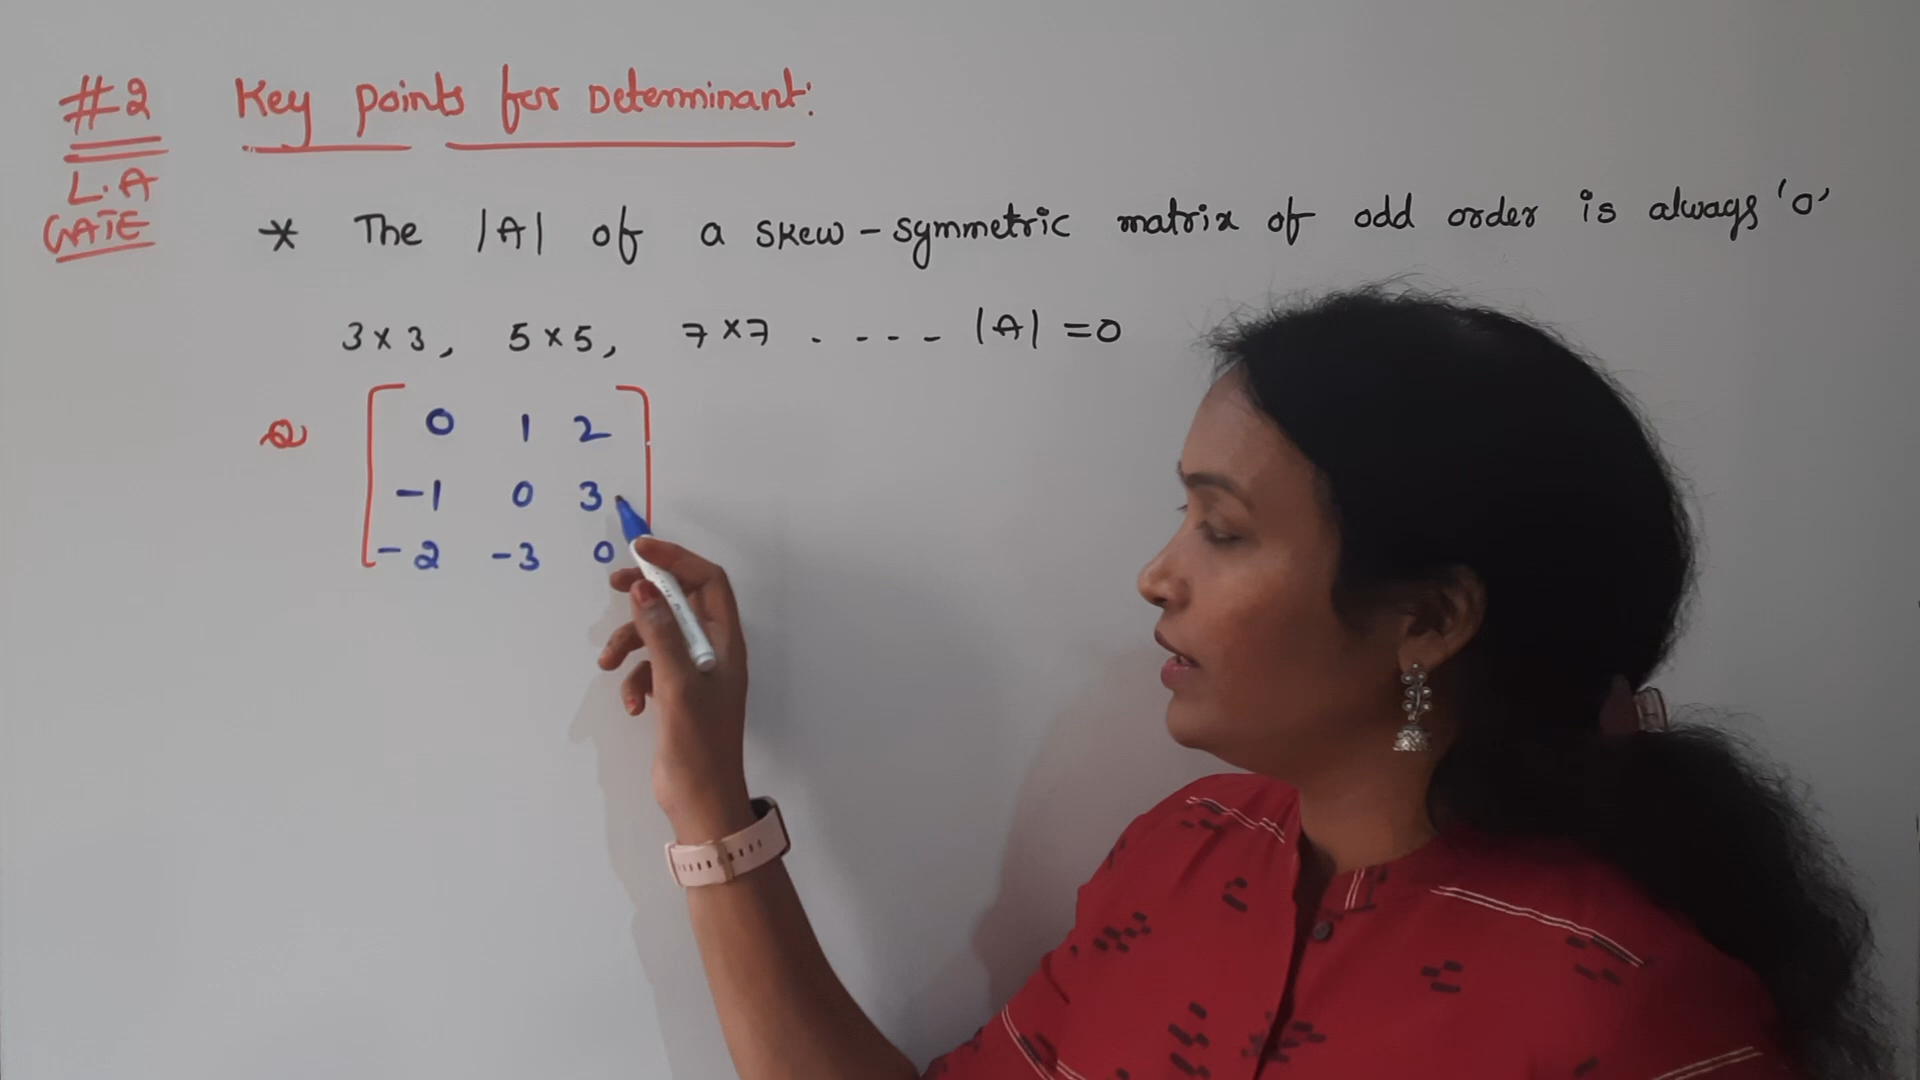 #2 Key points for Determinant:
L.A
GATE
* The |A| of a skew-symmetric matrix of odd order is always '0'
3×3, 5×5, 7×7 . - - - |A| =0
Q
0 1 2
-1 0 3
-2 -3 0